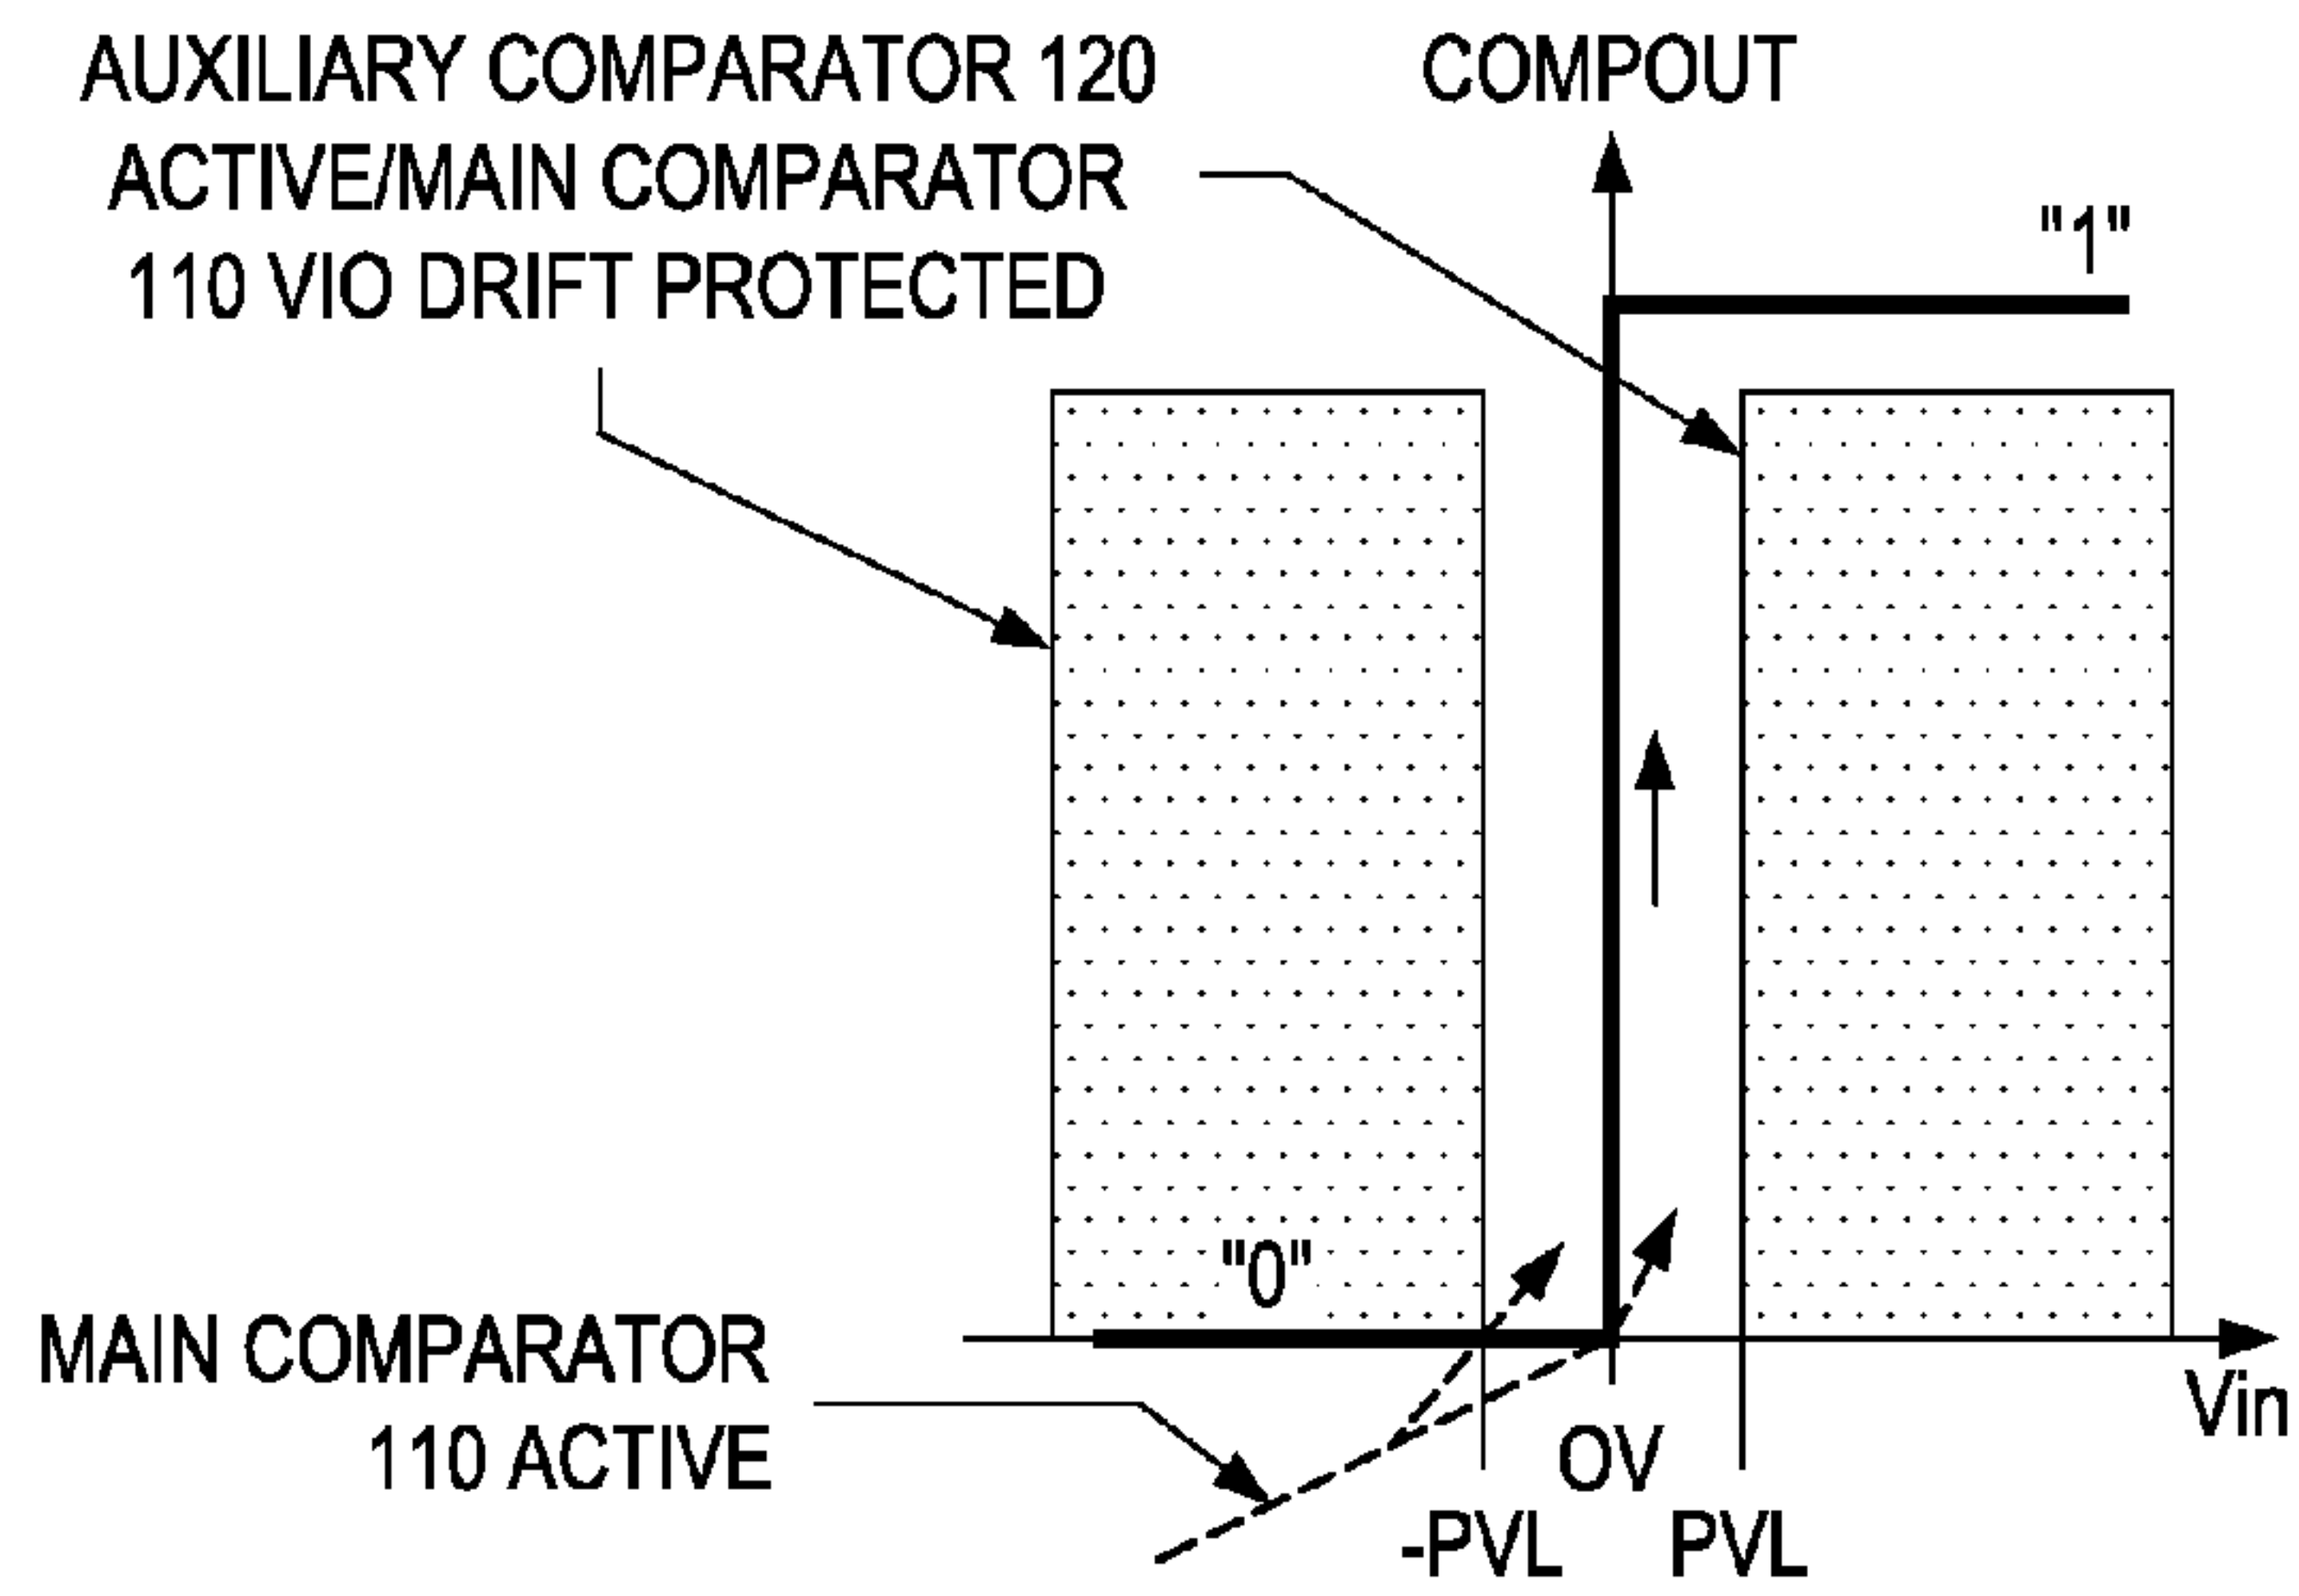 AUXILIARY COMPARATOR 120
ACTIVE/MAIN COMPARATOR
110 VIO DRIFT PROTECTED
COMPOUT
"1"
"0"
MAIN COMPARATOR
110 ACTIVE
Vin
OV
-PVL
PVL